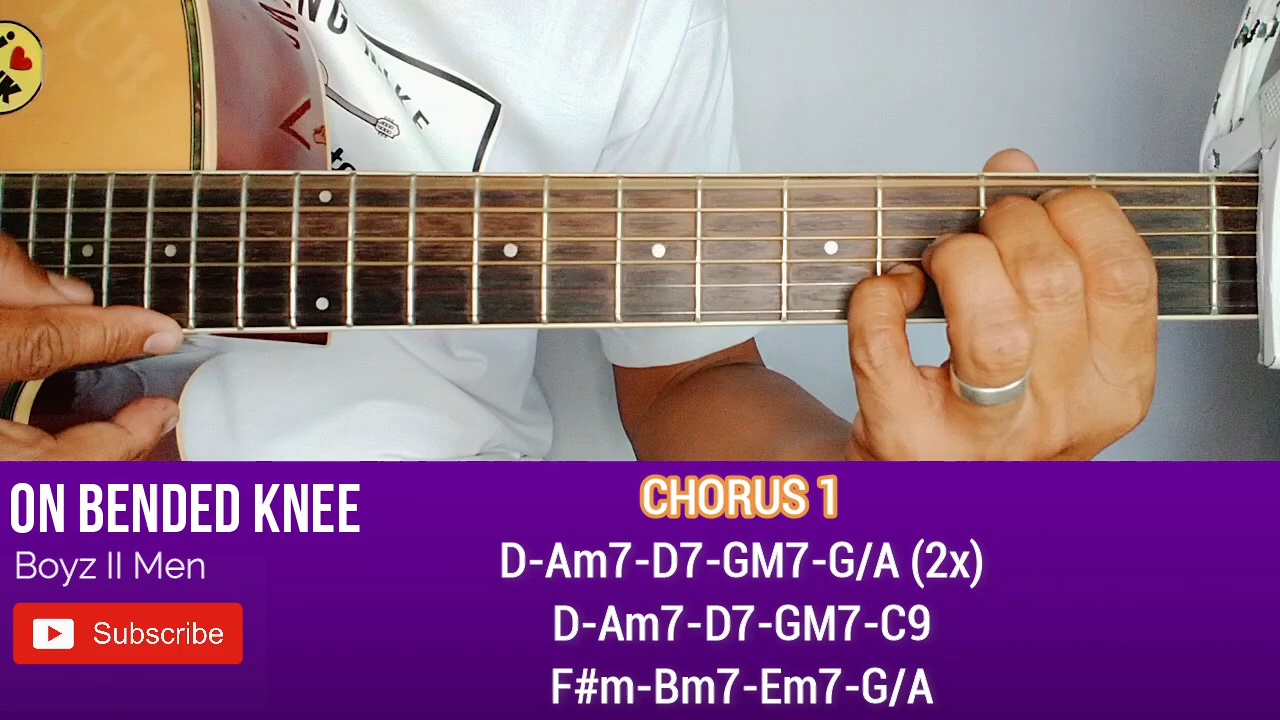 ON BENDED KNEE
Boyz II Men
Subscribe
CHORUS 1
D-Am7-D7-GM7-G/A (2x)
D-Am7-D7-GM7-C9
F#m-Bm7-Em7-G/A